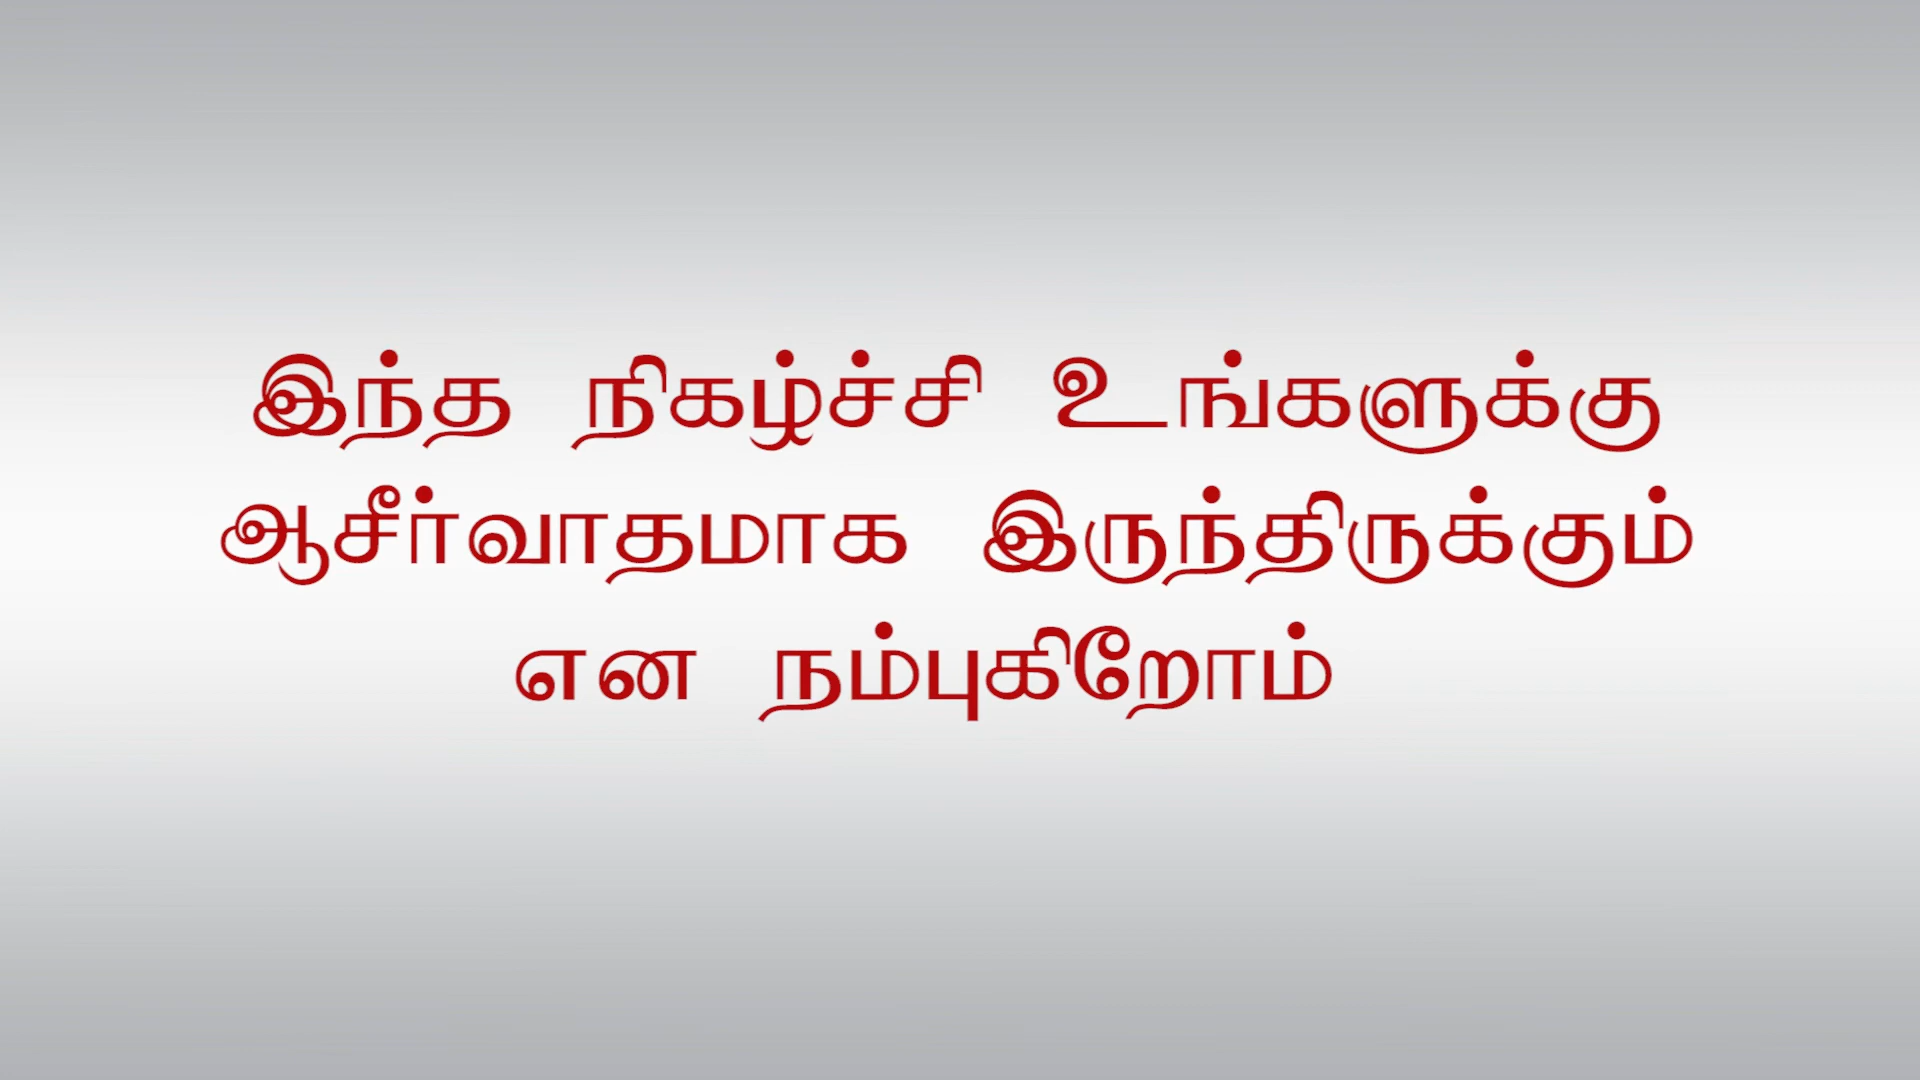 இந்த நிகழ்ச்சி உங்களுக்கு
ஆசீர்வாதமாக இருந்திருக்கும்
என நம்புகிறோம்